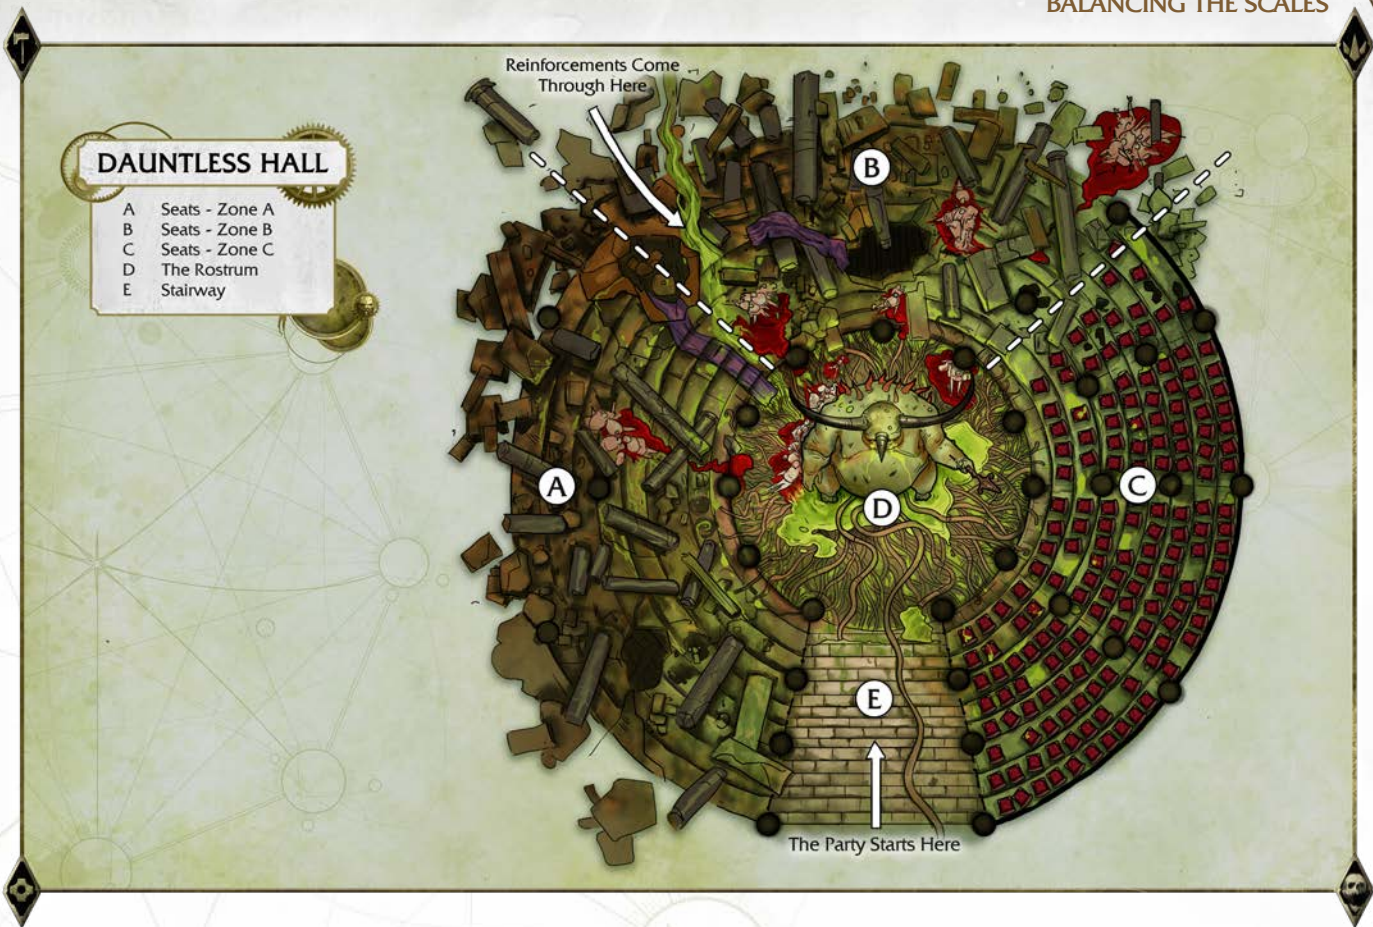 BALANCING THE SCALES
Reinforcements Come
Through Here
DAUNTLESS HALL
A Seats - Zone A
B Seats - Zone B
C Seats - Zone C
D The Rostrum
E Stairway
B
A
C
D
E
The Party Starts Here